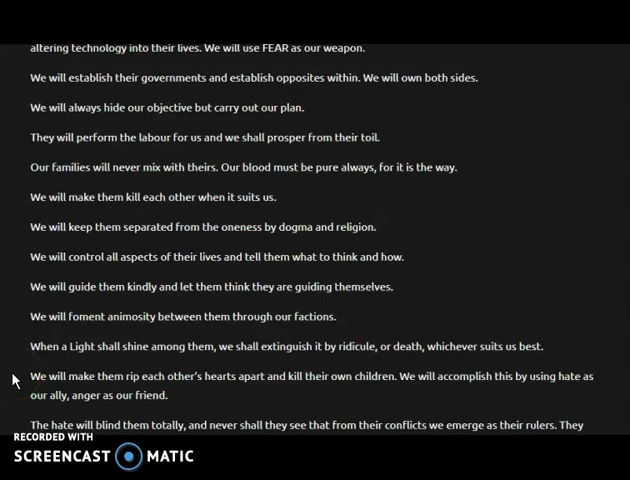 altering technology into their lives. We will use FEAR as our weapon.
We will establish their governments and establish opposites within. We will own both sides.
We will always hide our objective but carry out our plan.
They will perform the labour for us and we shall prosper from their toil.
Our families will never mix with theirs. Our blood must be pure always, for it is the way.
We will make them kill each other when it suits us.
We will keep them separated from the oneness by dogma and religion.
We will control all aspects of their lives and tell them what to think and how.
We will guide them kindly and let them think they are guiding themselves.
We will foment animosity between them through our factions.
When a Light shall shine among them, we shall extinguish it by ridicule, or death, whichever suits us best.
We will make them rip each other's hearts apart and kill their own children. We will accomplish this by using hate as
our ally, anger as our friend.
The hate will blind them totally, and never shall they see that from their conflicts we emerge as their rulers. They
RECORDED WITH
SCREENCAST MATIC